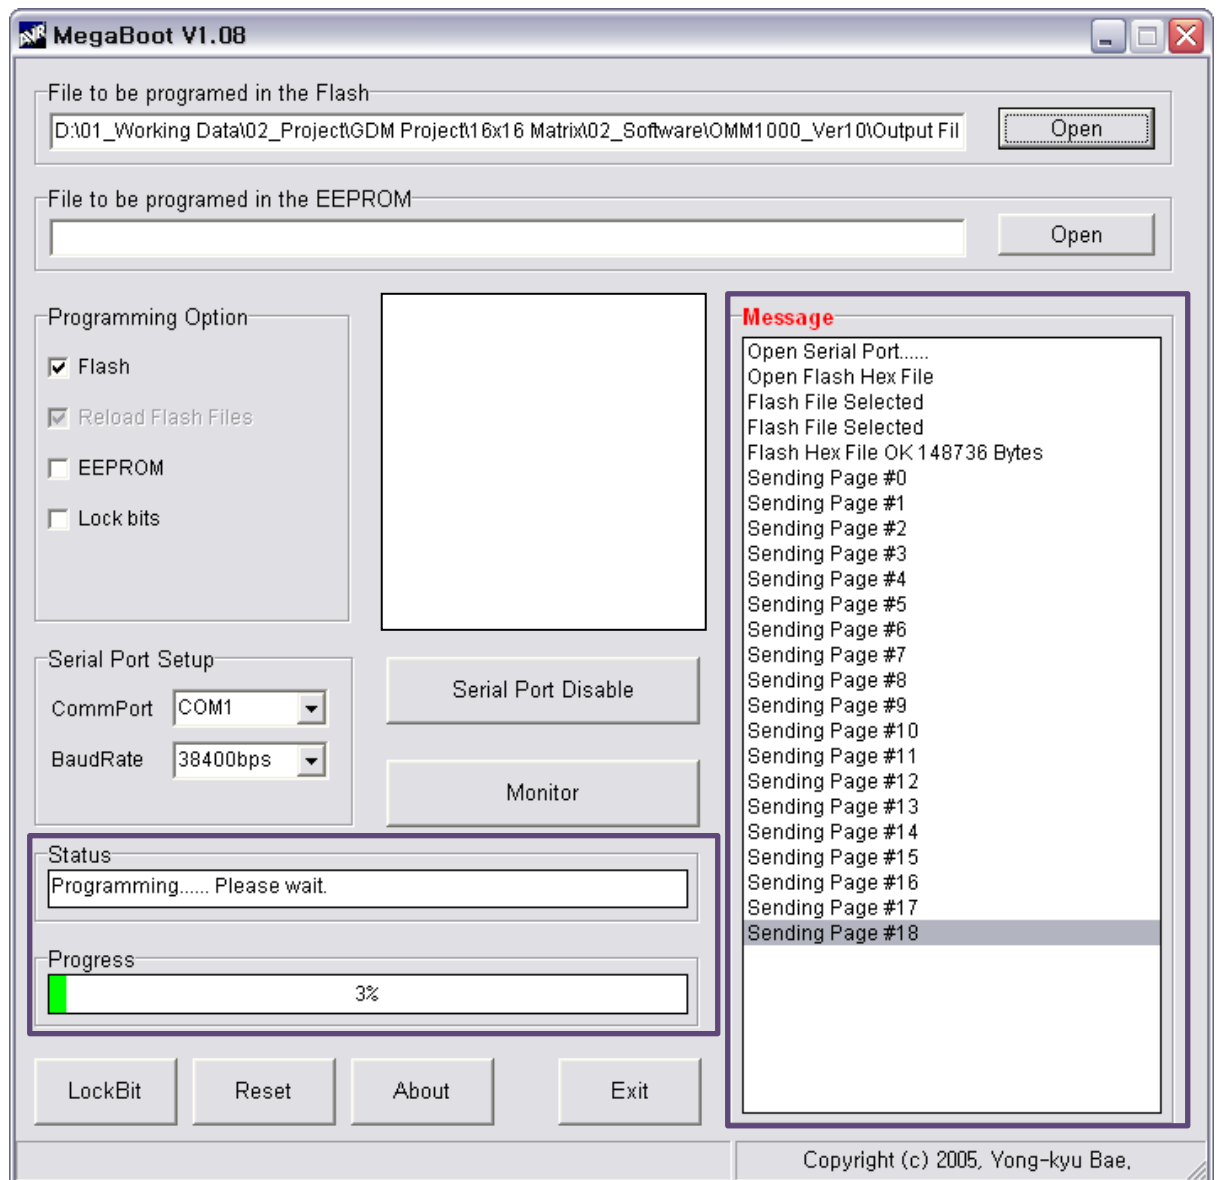 AVR MegaBoot V1.08
File to be programed in the Flash
D:\01_Working Data\02_Project\GDM Project\16x16 Matrix\02_Software\OMM1000_Ver10\Output Fil
Open
File to be programed in the EEPROM
Open
Programming Option
Flash
Reload Flash Files
EEPROM
Lock bits
Serial Port Setup
CommPort COM1
BaudRate 38400bps
Serial Port Disable
Monitor
Status
Programming...... Please wait.
Progress
3%
Message
Open Serial Port......
Open Flash Hex File
Flash File Selected
Flash File Selected
Flash Hex File OK 148736 Bytes
Sending Page #0
Sending Page #1
Sending Page #2
Sending Page #3
Sending Page #4
Sending Page #5
Sending Page #6
Sending Page #7
Sending Page #8
Sending Page #9
Sending Page #10
Sending Page #11
Sending Page #12
Sending Page #13
Sending Page #14
Sending Page #15
Sending Page #16
Sending Page #17
Sending Page #18
LockBit Reset About Exit
Copyright (c) 2005, Yong-kyu Bae,